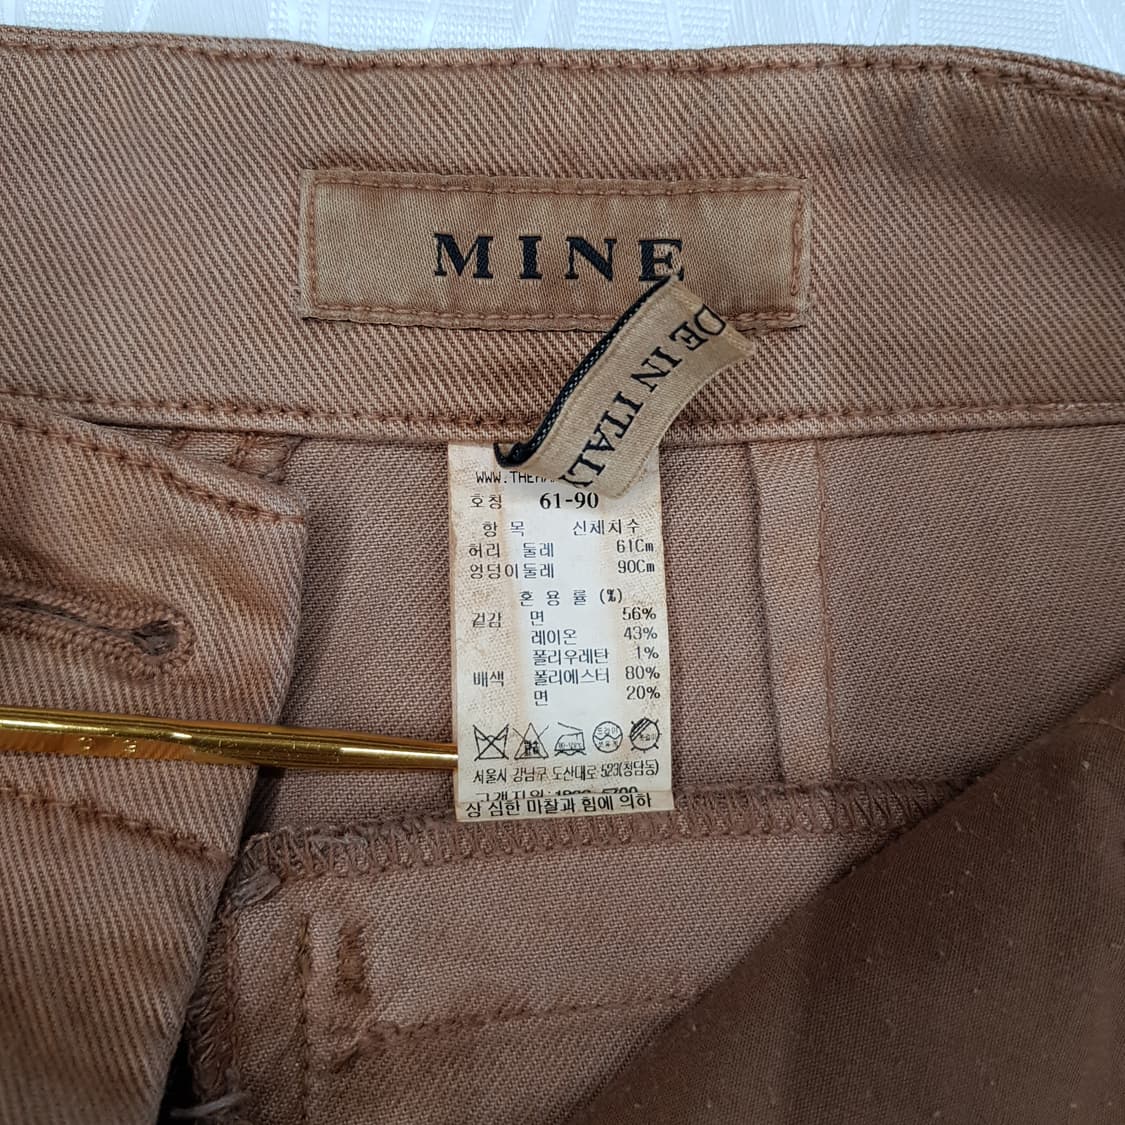 MINE
DE IN ITALY
호칭 61-90
항 목 신체치수
허리 둘레 61Cm
엉덩이둘레 90Cm
혼 용 률 (%)
겉감 면 56%
레이온 43%
폴리우레탄 1%
배색 폴리에스터 80%
면 20%
서울시 강남구 도산대로 523(청담동)
상 심한 마찰과 힘에 의하